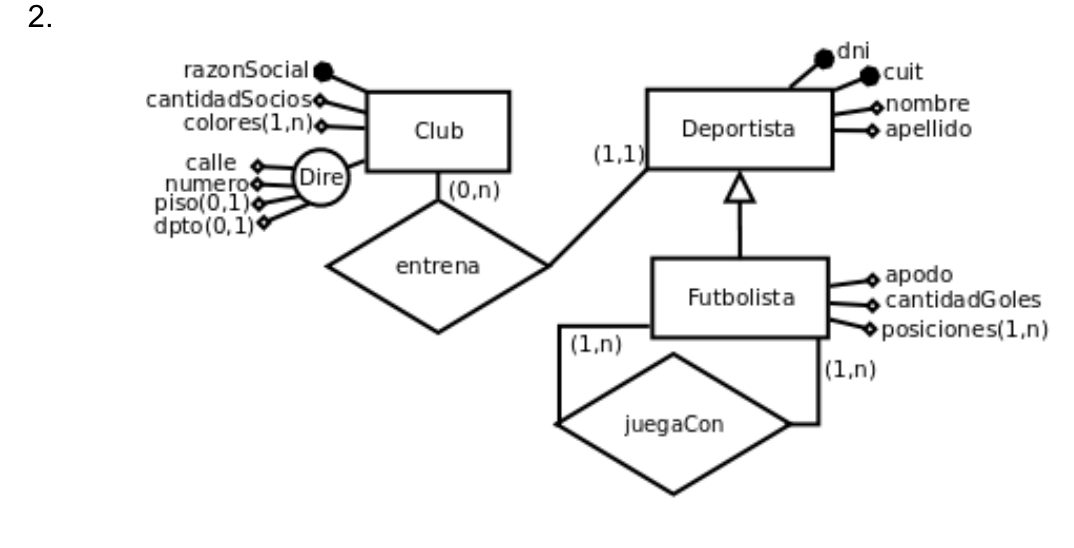 2.
razonSocial
cantidadSocios
colores(1,n)
Club
calle
numero
piso(0,1)
dpto(0,1)
Dire
(0,n)
entrena
(1,1)
dni
cuit
nombre
apellido
Deportista
Futbolista
apodo
cantidadGoles
posiciones(1,n)
(1,n)
(1,n)
juegaCon